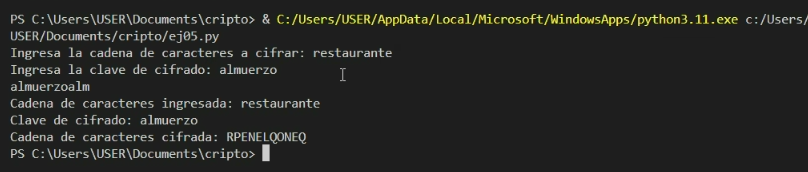 PS C:\Users\USER\Documents\cripto> & C:/Users/USER/AppData/Local/Microsoft/WindowsApps/python3.11.exe c:/Users/
USER/Documents/cripto/ej05.py
Ingresa la cadena de caracteres a cifrar: restaurante
Ingresa la clave de cifrado: almuerzo
almuerzoalm
Cadena de caracteres ingresada: restaurante
Clave de cifrado: almuerzo
Cadena de caracteres cifrada: RPENELQONEQ
PS C:\Users\USER\Documents\cripto>